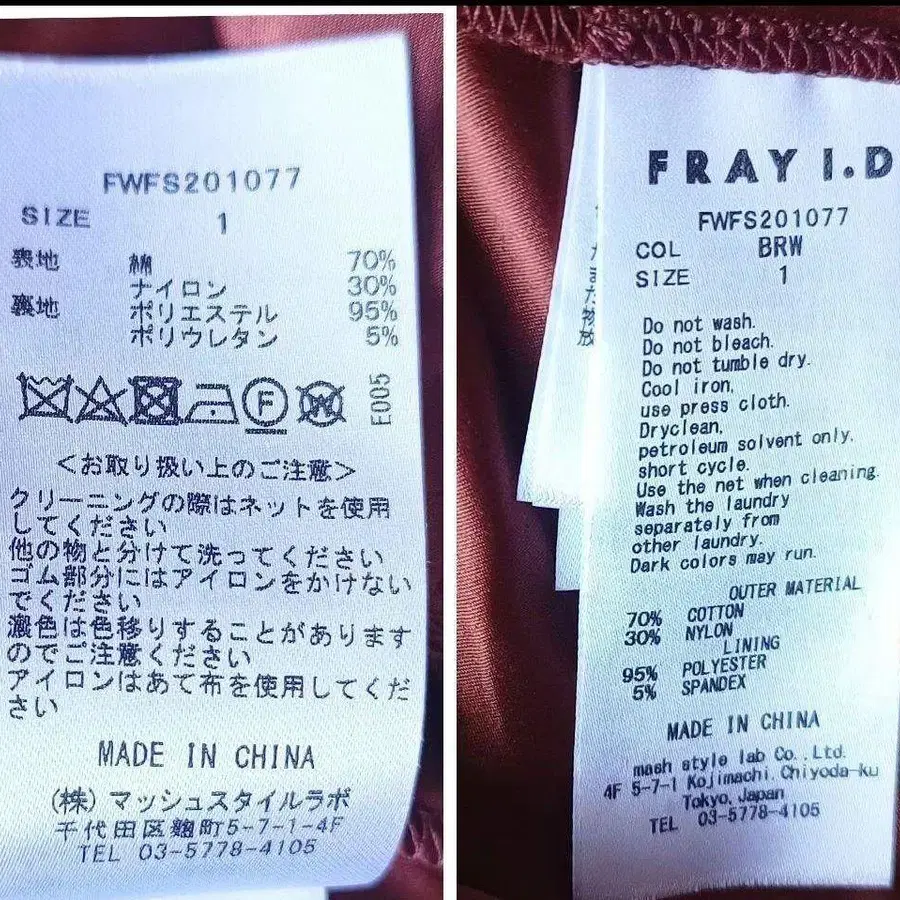 FWFS201077
SIZE 1
表地 綿 70%
ナイロン 30%
裏地 ポリエステル 95%
ポリウレタン 5%
F W E005
<お取り扱い上のご注意>
クリーニングの際はネットを使用
してください
他の物と分けて洗ってください
ゴム部分にはアイロンをかけない
でください
濃色は色移りすることがあります
のでご注意ください
アイロンはあて布を使用してくだ
さい
MADE IN CHINA
(株) マッシュスタイルラボ
千代田区麹町5-7-1-4F
TEL 03-5778-4105
FRAY I.D
FWFS201077
COL BRW
SIZE 1
Do not wash.
Do not bleach.
Do not tumble dry.
Cool iron,
use press cloth.
Dryclean,
petroleum solvent only,
short cycle.
Use the net when cleaning.
Wash the laundry
separately from
other laundry.
Dark colors may run.
OUTER MATERIAL
70% COTTON
30% NYLON
LINING
95% POLYESTER
5% SPANDEX
MADE IN CHINA
mash style lab Co.,Ltd.
4F 5-7-1 Kojimachi, Chiyoda-ku
Tokyo, Japan
TEL 03-5778-4105